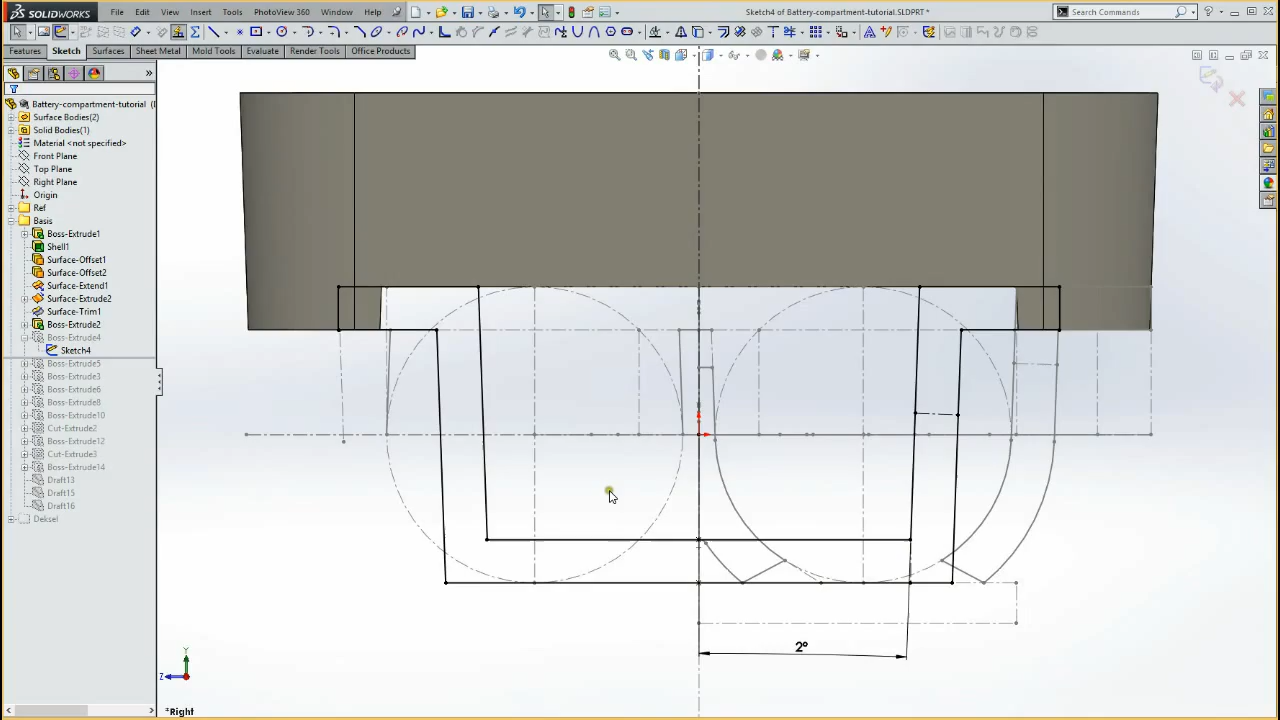 SOLIDWORKS File Edit View Insert Tools PhotoView 360 Window Help Sketch4 of Battery-compartment-tutorial.SLDPRT * Search Commands
Features Sketch Surfaces Sheet Metal Mold Tools Evaluate Render Tools Office Products
Battery-compartment-tutorial (
Surface Bodies(2)
Solid Bodies(1)
Material <not specified>
Front Plane
Top Plane
Right Plane
Origin
Ref
Basis
Boss-Extrude1
Shell1
Surface-Offset1
Surface-Offset2
Surface-Extend1
Surface-Extrude2
Surface-Trim1
Boss-Extrude2
Boss-Extrude4
Sketch4
Boss-Extrude5
Boss-Extrude3
Boss-Extrude6
Boss-Extrude8
Boss-Extrude10
Cut-Extrude2
Boss-Extrude12
Cut-Extrude3
Boss-Extrude14
Draft13
Draft15
Draft16
Deksel
2°
Y
Z
*Right